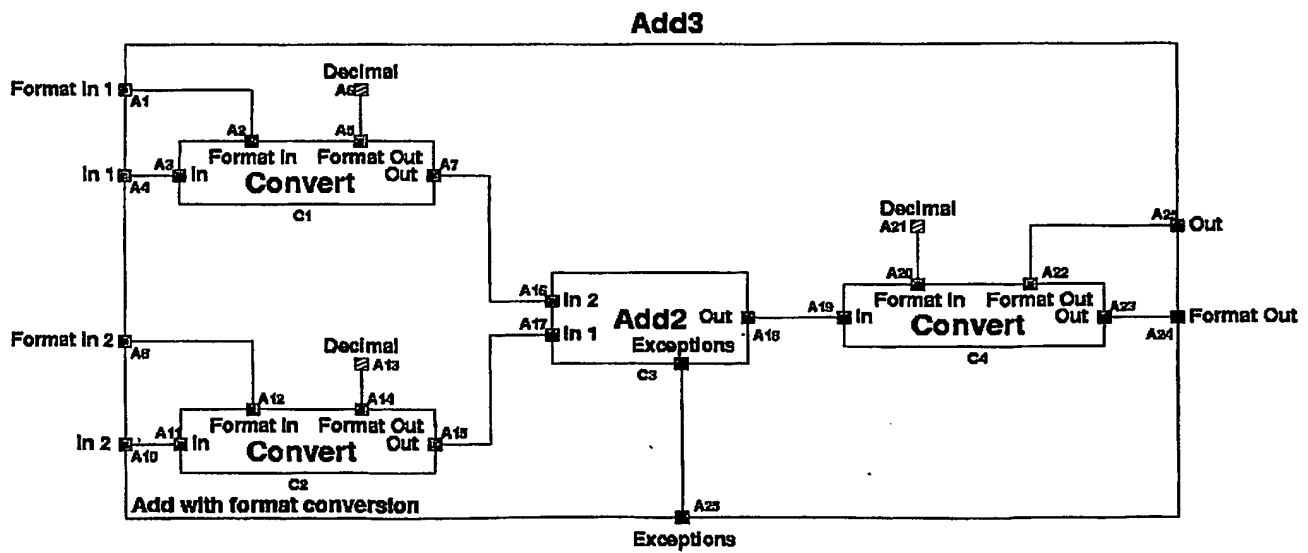 Add3
Format In 1
A1
Decimal
A6
A2
A5
Format In
Format Out
In 1
A4
A3
In
Convert
Out
A7
C1
Format In 2
A8
Decimal
A13
A12
A14
Format In
Format Out
In 2
A10
A11
In
Convert
Out
A15
C2
Add with format conversion
A16
In 2
A17
In 1
Add2
Out
A18
Exceptions
C3
Decimal
A21
A20
A22
Format In
Format Out
A19
In
Convert
Out
A23
C4
Out
Format Out
A24
A25
Exceptions